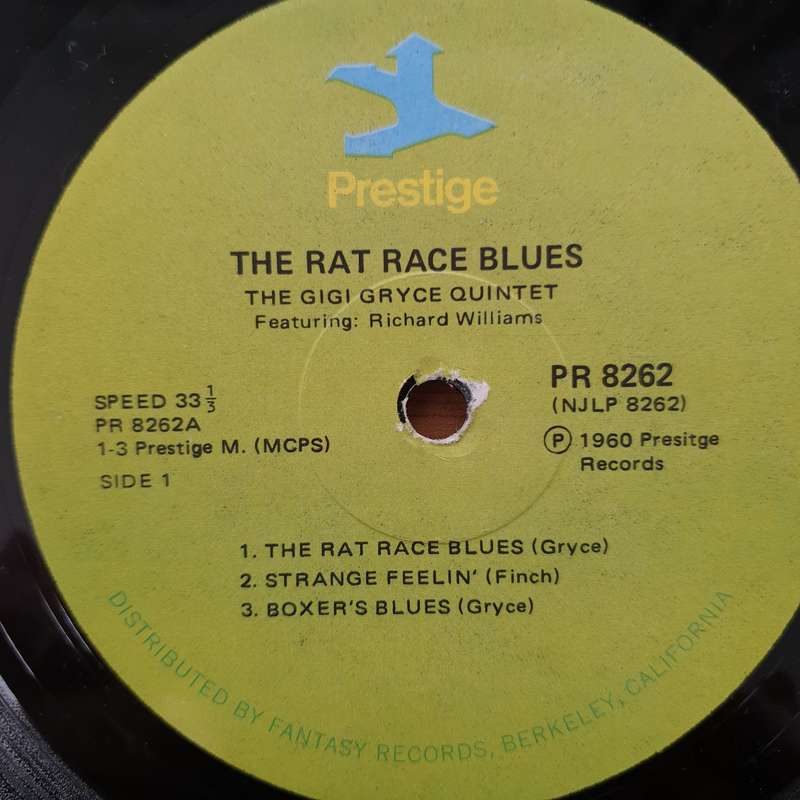 Prestige
THE RAT RACE BLUES
THE GIGI GRYCE QUINTET
Featuring: Richard Williams
SPEED 33 1/3
PR 8262A
1-3 Prestige M. (MCPS)
SIDE 1
PR 8262
(NJLP 8262)
Ⓟ 1960 Presitge
Records
1. THE RAT RACE BLUES (Gryce)
2. STRANGE FEELIN' (Finch)
3. BOXER'S BLUES (Gryce)
DISTRIBUTED BY FANTASY RECORDS, BERKELEY, CALIFORNIA